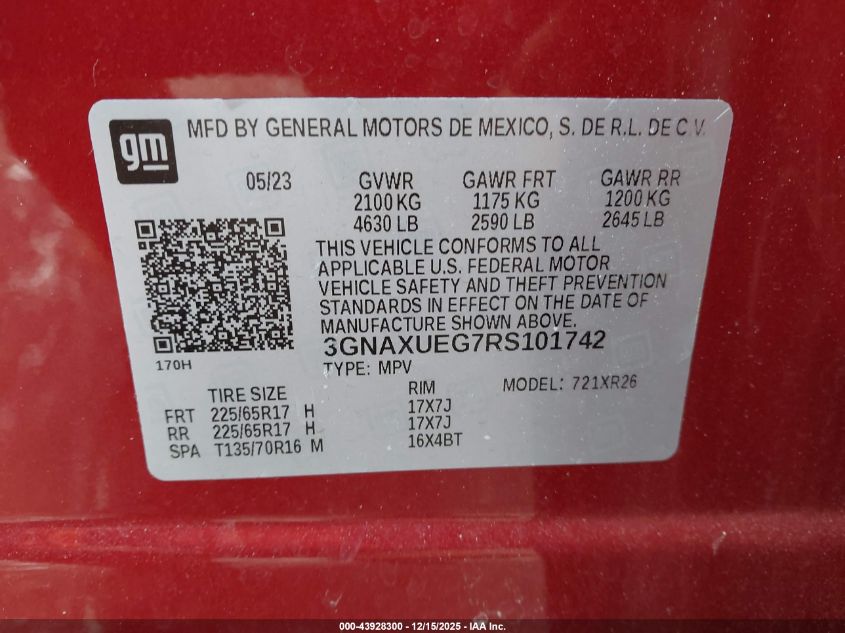 gm
MFD BY GENERAL MOTORS DE MEXICO, S. DE R.L. DE C.V.
05/23 GVWR GAWR FRT GAWR RR
2100 KG 1175 KG 1200 KG
4630 LB 2590 LB 2645 LB
THIS VEHICLE CONFORMS TO ALL
APPLICABLE U.S. FEDERAL MOTOR
VEHICLE SAFETY AND THEFT PREVENTION
STANDARDS IN EFFECT ON THE DATE OF
MANUFACTURE SHOWN ABOVE.
3GNAXUEG7RS101742
170H
TYPE: MPV
MODEL: 721XR26
TIRE SIZE RIM
FRT 225/65R17 H 17X7J
RR 225/65R17 H 17X7J
SPA T135/70R16 M 16X4BT
000-43928300 - 12/15/2025 - IAA Inc.